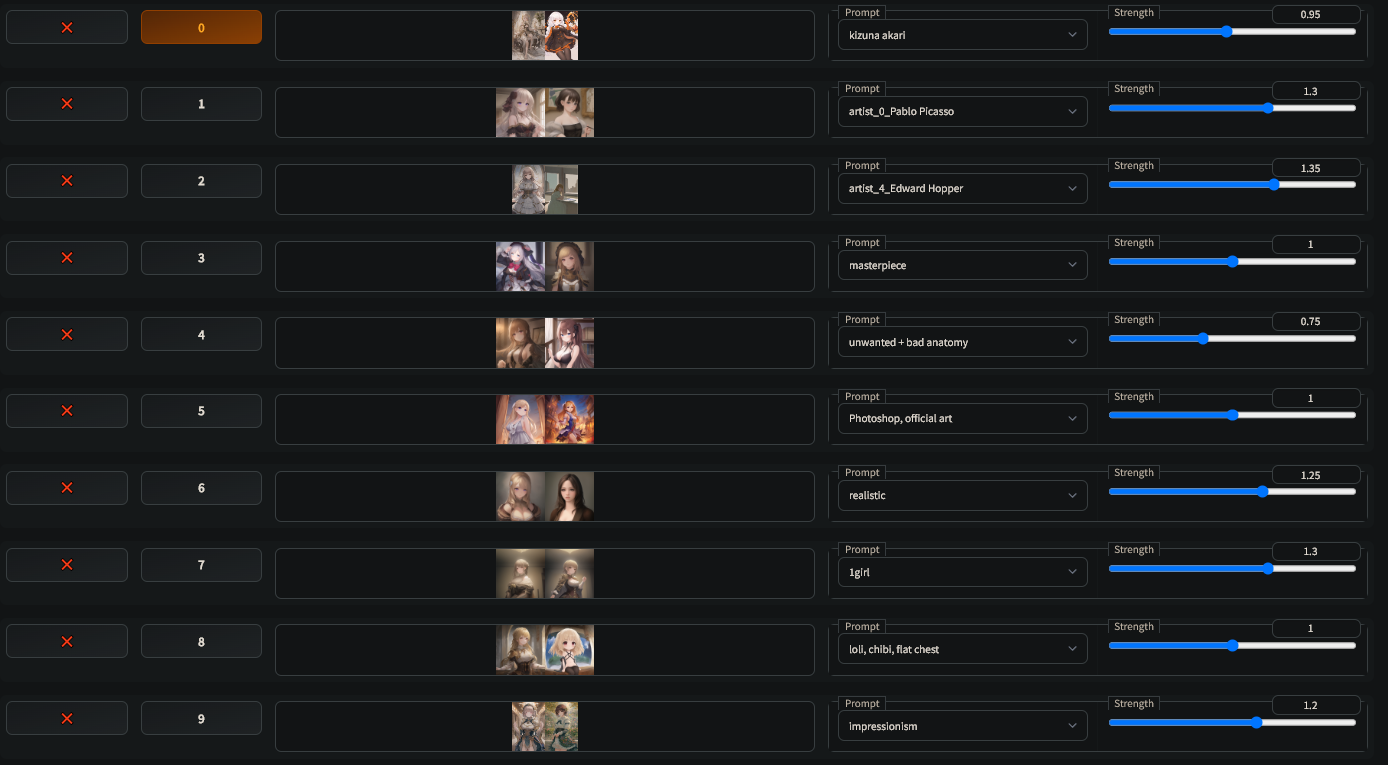 ❌ 0 Prompt kizuna akari Strength 0.95
❌ 1 Prompt artist_0_Pablo Picasso Strength 1.3
❌ 2 Prompt artist_4_Edward Hopper Strength 1.35
❌ 3 Prompt masterpiece Strength 1
❌ 4 Prompt unwanted + bad anatomy Strength 0.75
❌ 5 Prompt Photoshop, official art Strength 1
❌ 6 Prompt realistic Strength 1.25
❌ 7 Prompt 1girl Strength 1.3
❌ 8 Prompt loli, chibi, flat chest Strength 1
❌ 9 Prompt impressionism Strength 1.2